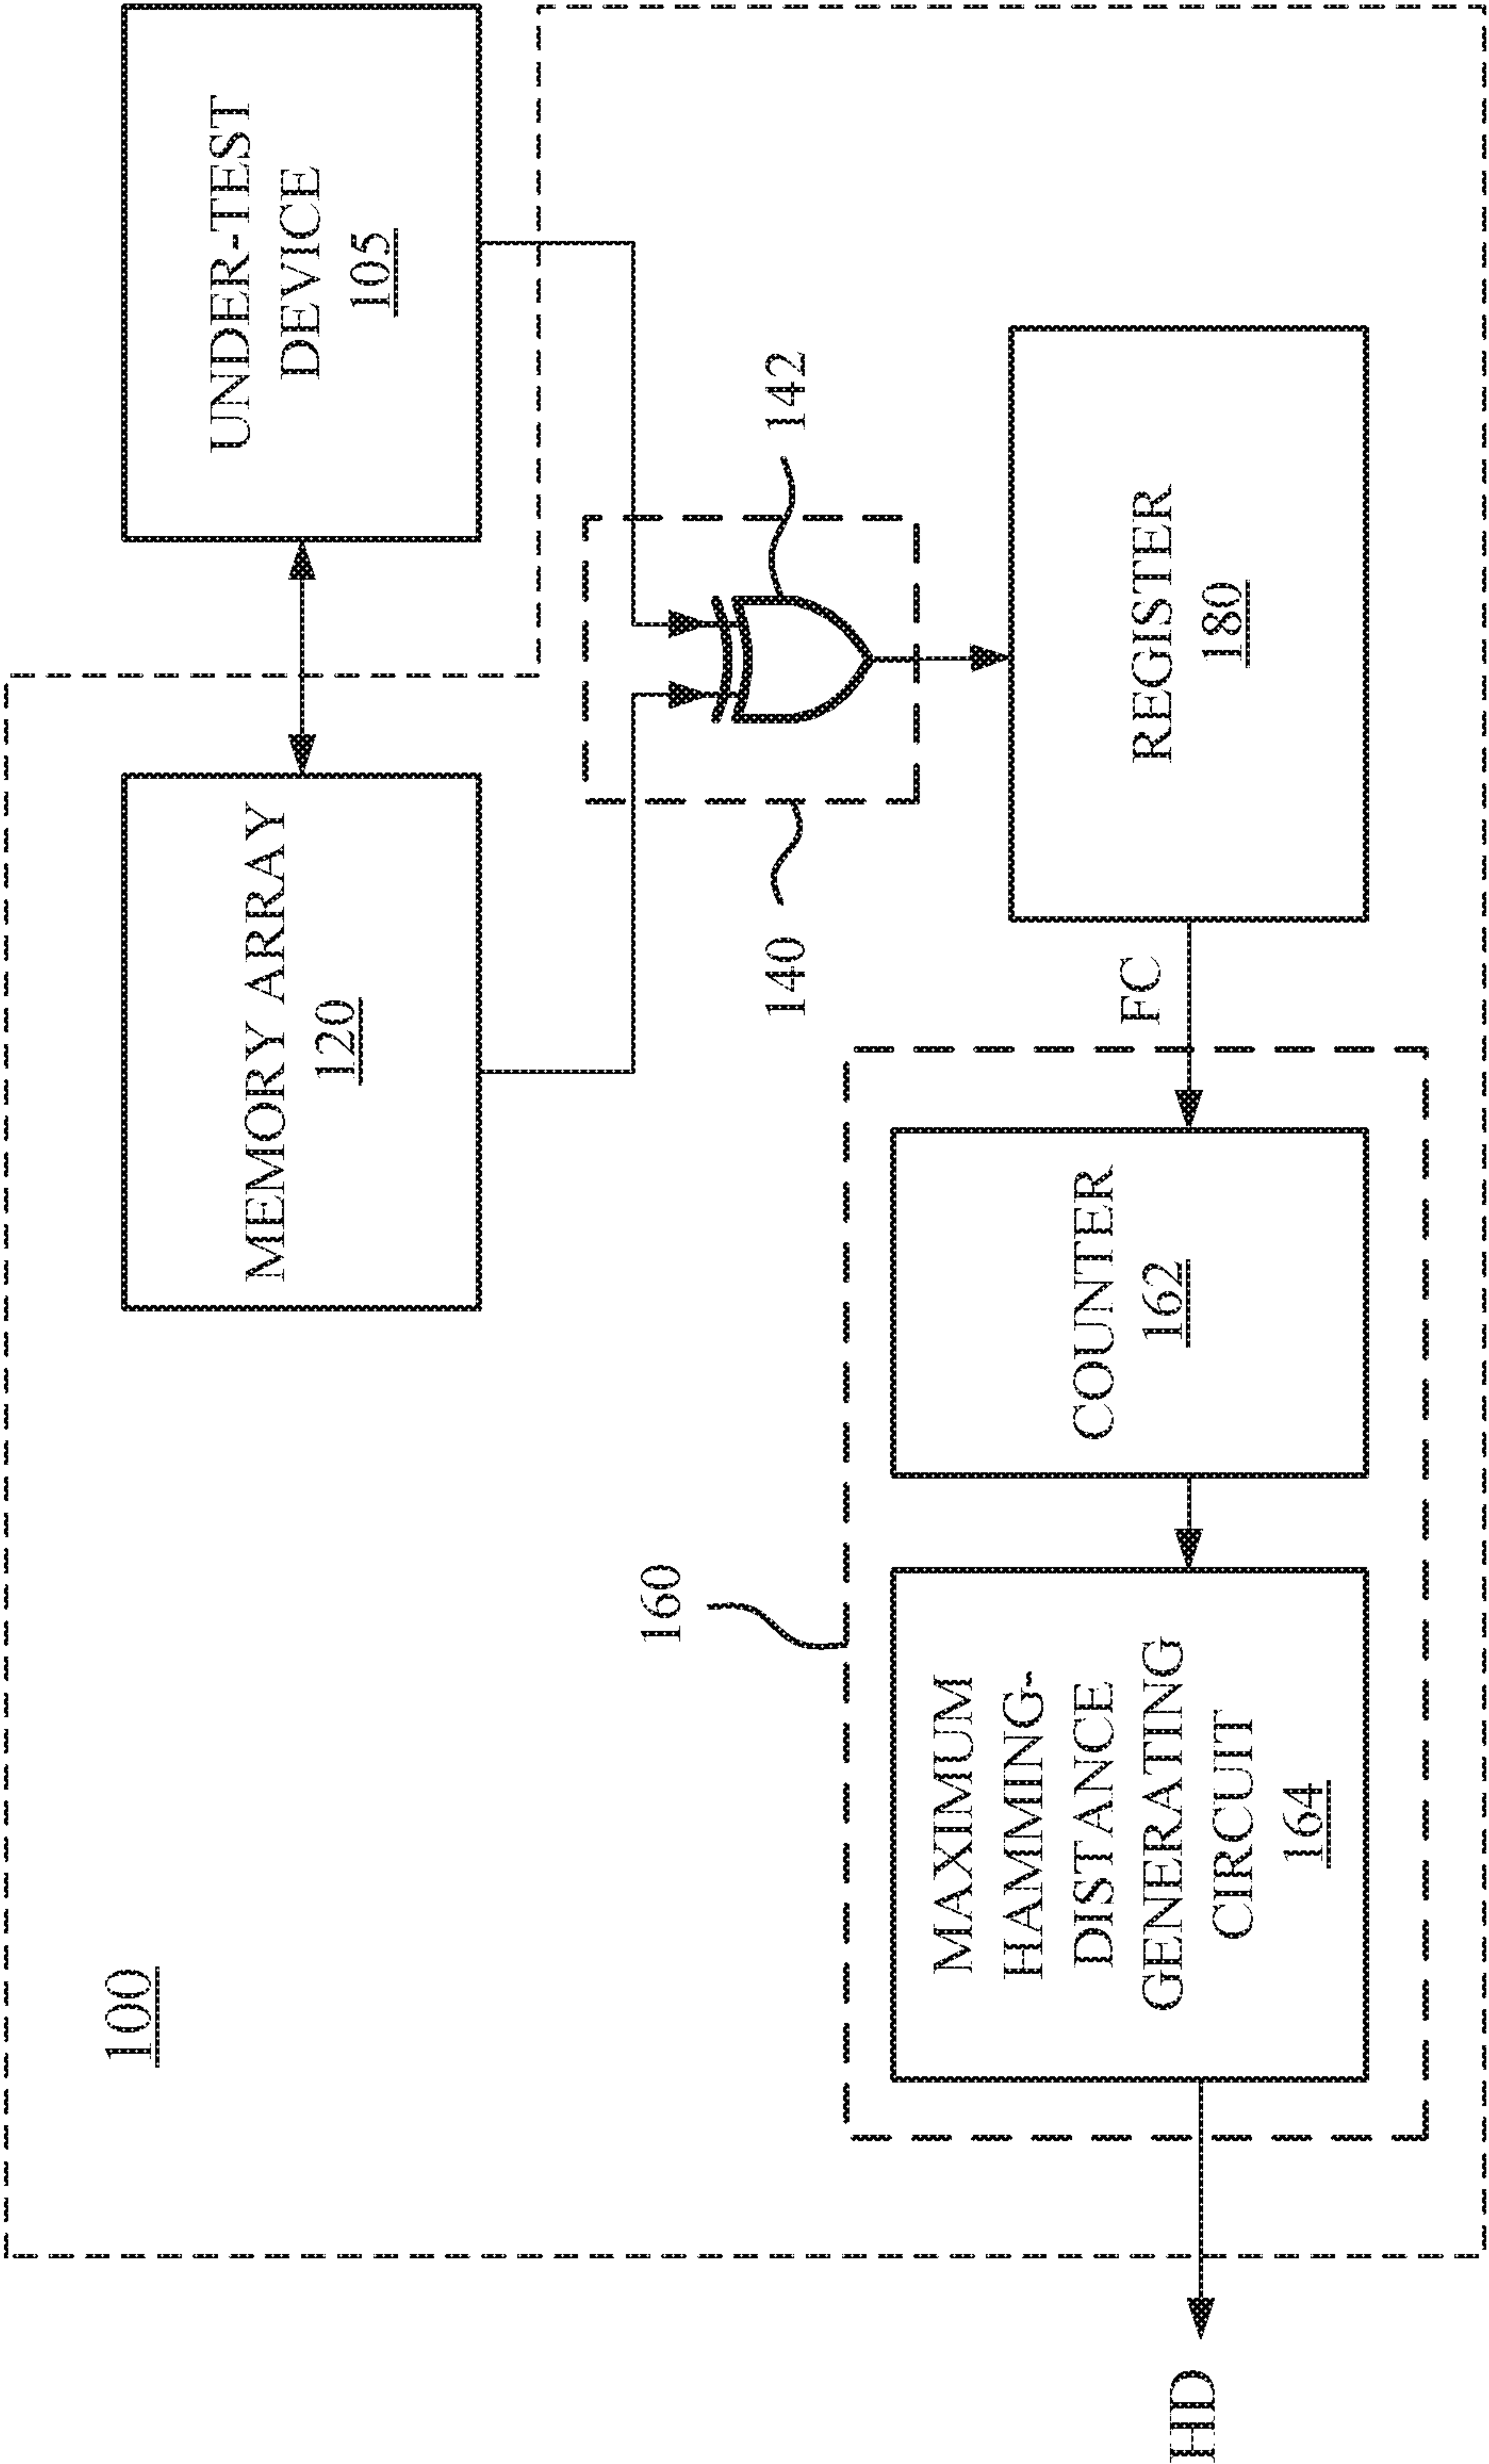 100
MEMORY ARRAY
120
UNDER-TEST
DEVICE
105
160
140
142
HD
MAXIMUM
HAMMING-
DISTANCE
GENERATING
CIRCUIT
164
COUNTER
162
FC
REGISTER
180